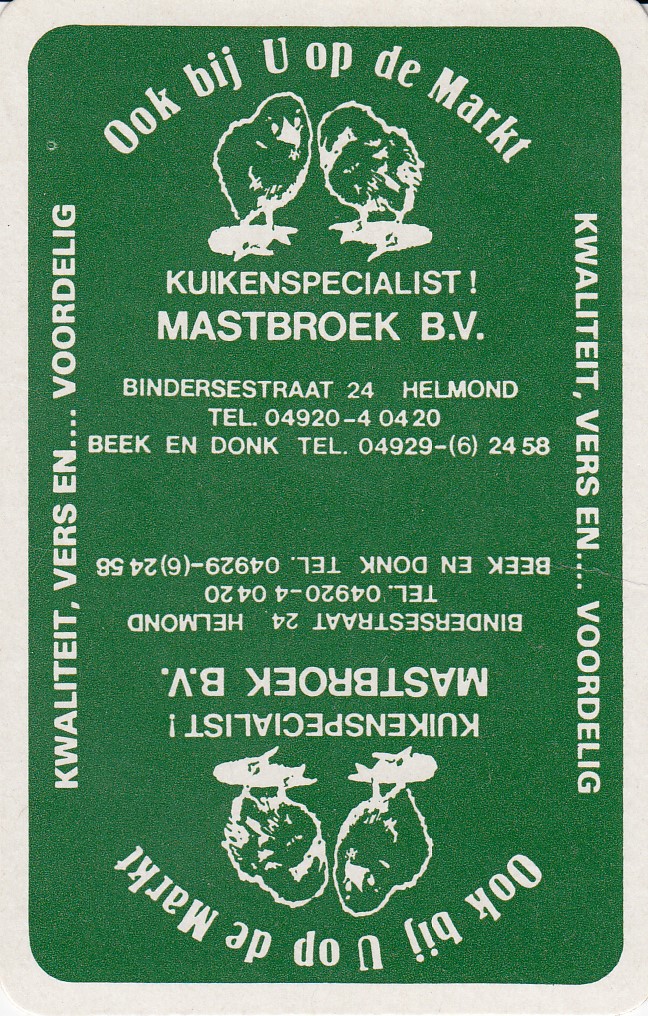 Ook bij U op de Markt
KUIKENSPECIALIST!
MASTBROEK B.V.
BINDERSESTRAAT 24 HELMOND
TEL. 04920-4 04 20
BEEK EN DONK TEL. 04929-(6) 24 58
KWALITEIT, VERS EN.... VOORDELIG
KWALITEIT, VERS EN.... VOORDELIG
Ook bij U op de Markt
KUIKENSPECIALIST!
MASTBROEK B.V.
BINDERSESTRAAT 24 HELMOND
TEL. 04920-4 04 20
BEEK EN DONK TEL. 04929-(6) 24 58